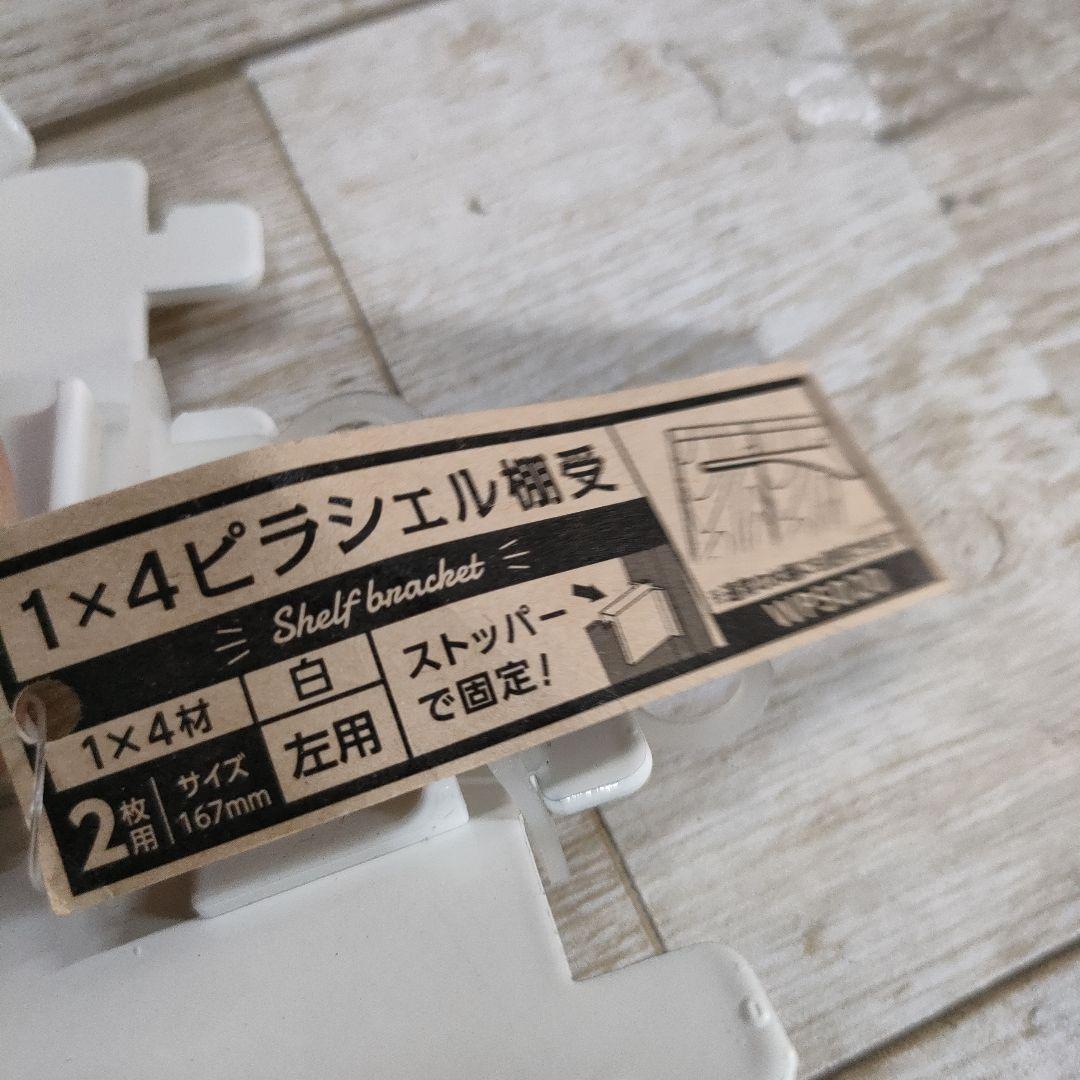 1×4ピラシェル棚受
Shelf bracket
1×4材
白
ストッパー
で固定!
左用
2枚用
サイズ
167mm